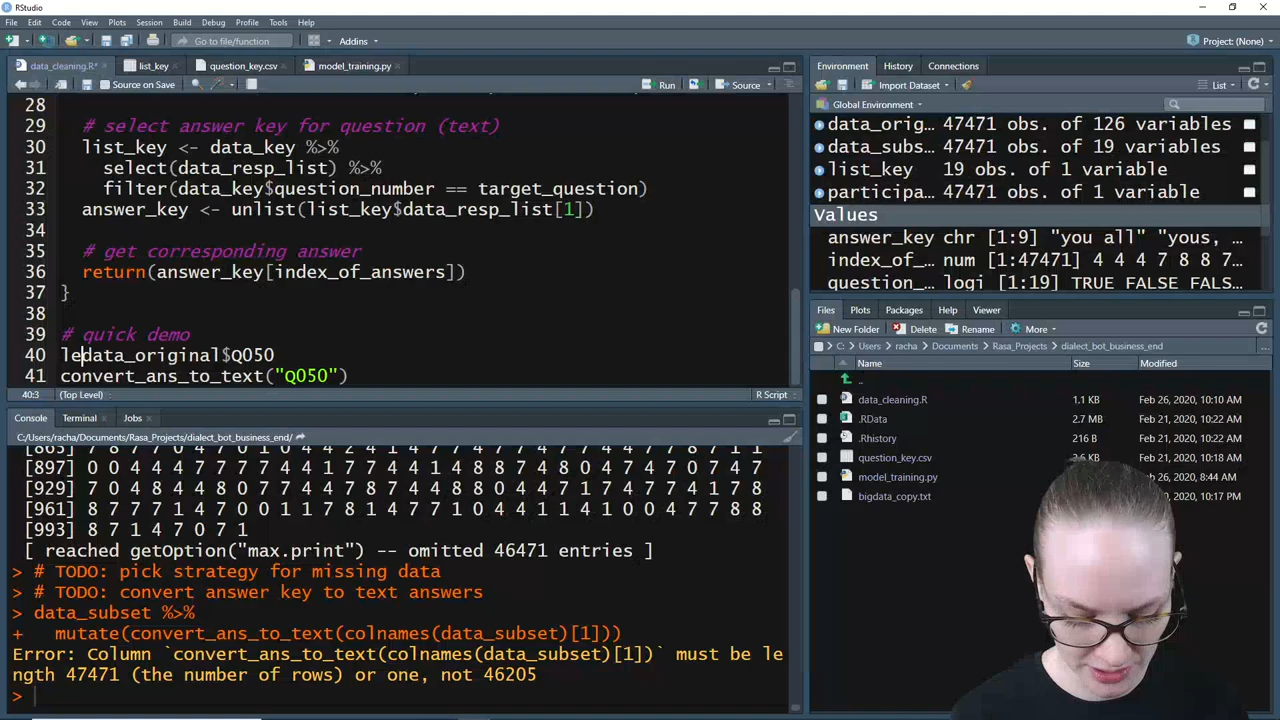 RStudio
File Edit Code View Plots Session Build Debug Profile Tools Help
Go to file/function Addins Project: (None)
data_cleaning.R* list_key question_key.csv model_training.py
Source on Save Run Source
28
29 # select answer key for question (text)
30 list_key <- data_key %>%
31 select(data_resp_list) %>%
32 filter(data_key$question_number == target_question)
33 answer_key <- unlist(list_key$data_resp_list[1])
34
35 # get corresponding answer
36 return(answer_key[index_of_answers])
37 }
38
39 # quick demo
40 ledata_original$Q050
41 convert_ans_to_text("Q050")
40:3 (Top Level) R Script
Console Terminal Jobs
C:/Users/racha/Documents/Rasa_Projects/dialect_bot_business_end/
[897] 0 0 4 4 4 7 7 7 7 4 4 1 7 7 4 4 1 4 8 8 7 4 8 0 4 7 4 7 0 7 4 7
[929] 7 0 4 8 4 4 8 0 7 7 4 4 7 8 7 4 4 8 8 0 4 4 7 1 7 4 7 7 4 1 7 8
[961] 8 7 7 7 1 4 7 0 0 1 1 7 8 1 4 7 7 1 0 4 4 1 1 4 1 0 0 4 7 7 8 8
[993] 8 7 1 4 7 0 7 1
[ reached getOption("max.print") -- omitted 46471 entries ]
> # TODO: pick strategy for missing data
> # TODO: convert answer key to text answers
> data_subset %>%
+ mutate(convert_ans_to_text(colnames(data_subset)[1]))
Error: Column `convert_ans_to_text(colnames(data_subset)[1])` must be le
ngth 47471 (the number of rows) or one, not 46205
>
Environment History Connections
Import Dataset List
Global Environment
data_orig… 47471 obs. of 126 variables
data_subs… 47471 obs. of 19 variables
list_key 19 obs. of 1 variable
participa… 47471 obs. of 1 variable
Values
answer_key chr [1:9] "you all" "yous, …
index_of_… num [1:47471] 4 4 4 7 8 8 7…
question_… logi [1:19] TRUE FALSE FALS…
Files Plots Packages Help Viewer
New Folder Delete Rename More
C: Users racha Documents Rasa_Projects dialect_bot_business_end
Name Size Modified
..
data_cleaning.R 1.1 KB Feb 26, 2020, 10:10 AM
.RData 2.7 MB Feb 21, 2020, 10:22 AM
.Rhistory 216 B Feb 21, 2020, 10:22 AM
question_key.csv KB Feb 21, 2020, 10:18 AM
model_training.py Feb 26, 2020, 8:44 AM
bigdata_copy.txt 10:17 PM